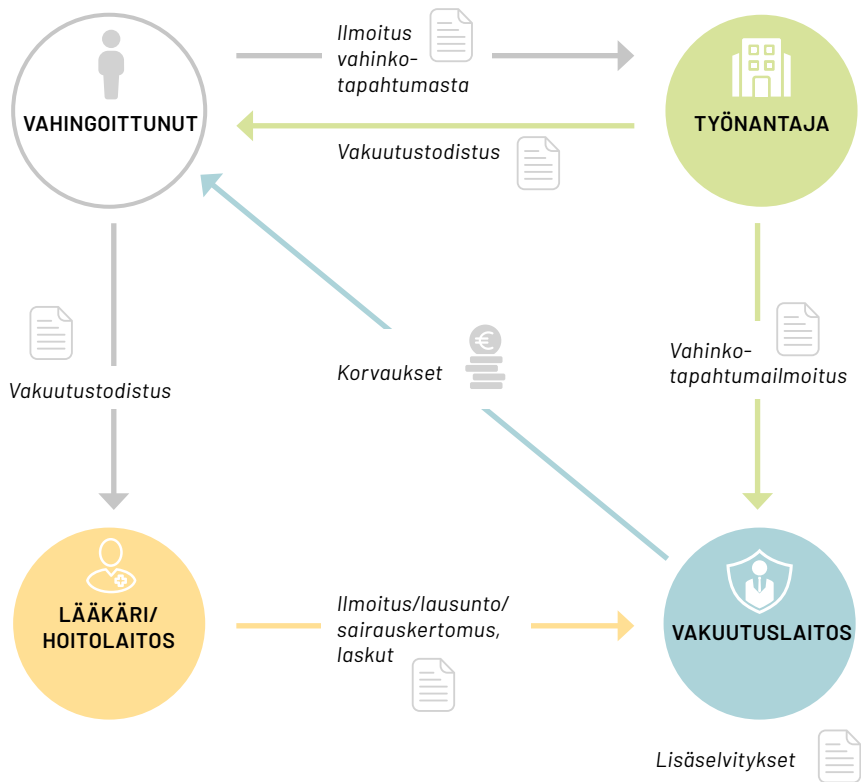 Ilmoitus
vahinko-
tapahtumasta
VAHINGOITTUNUT
TYÖNANTAJA
Vakuutustodistus
Vakuutustodistus
Korvaukset
€
Vahinko-
tapahtumailmoitus
LÄÄKÄRI/
HOITOLAITOS
Ilmoitus/lausunto/
sairauskertomus,
laskut
VAKUUTUSLAITOS
Lisäselvitykset